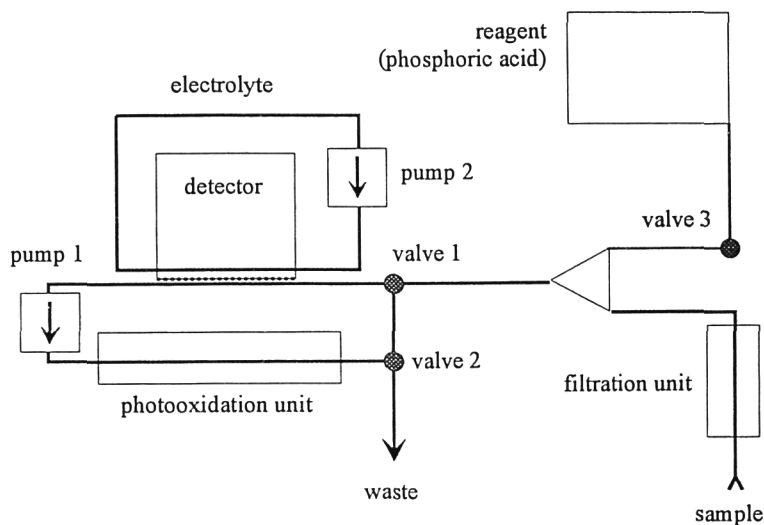 reagent
(phosphoric acid)
electrolyte
detector
pump 2
valve 3
pump 1
valve 1
valve 2
filtration unit
photooxidation unit
waste
sample